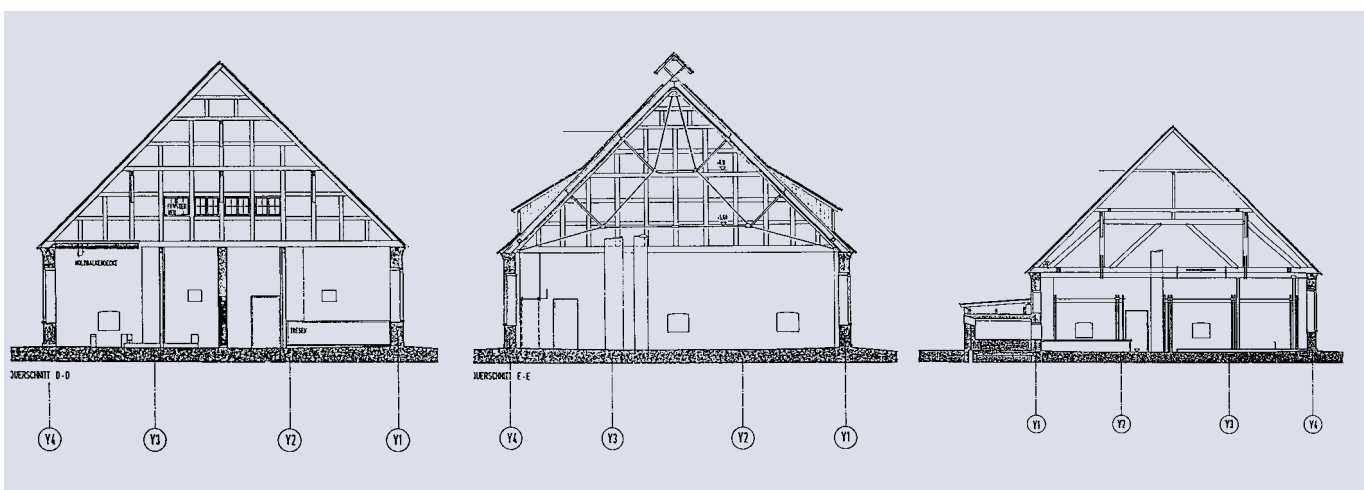 HOLZBALKENDECKE
TRESEN
QUERSCHNITT D-D
Y4
Y3
Y2
Y1
QUERSCHNITT E-E
Y4
Y3
Y2
Y1
Y1
Y2
Y3
Y4